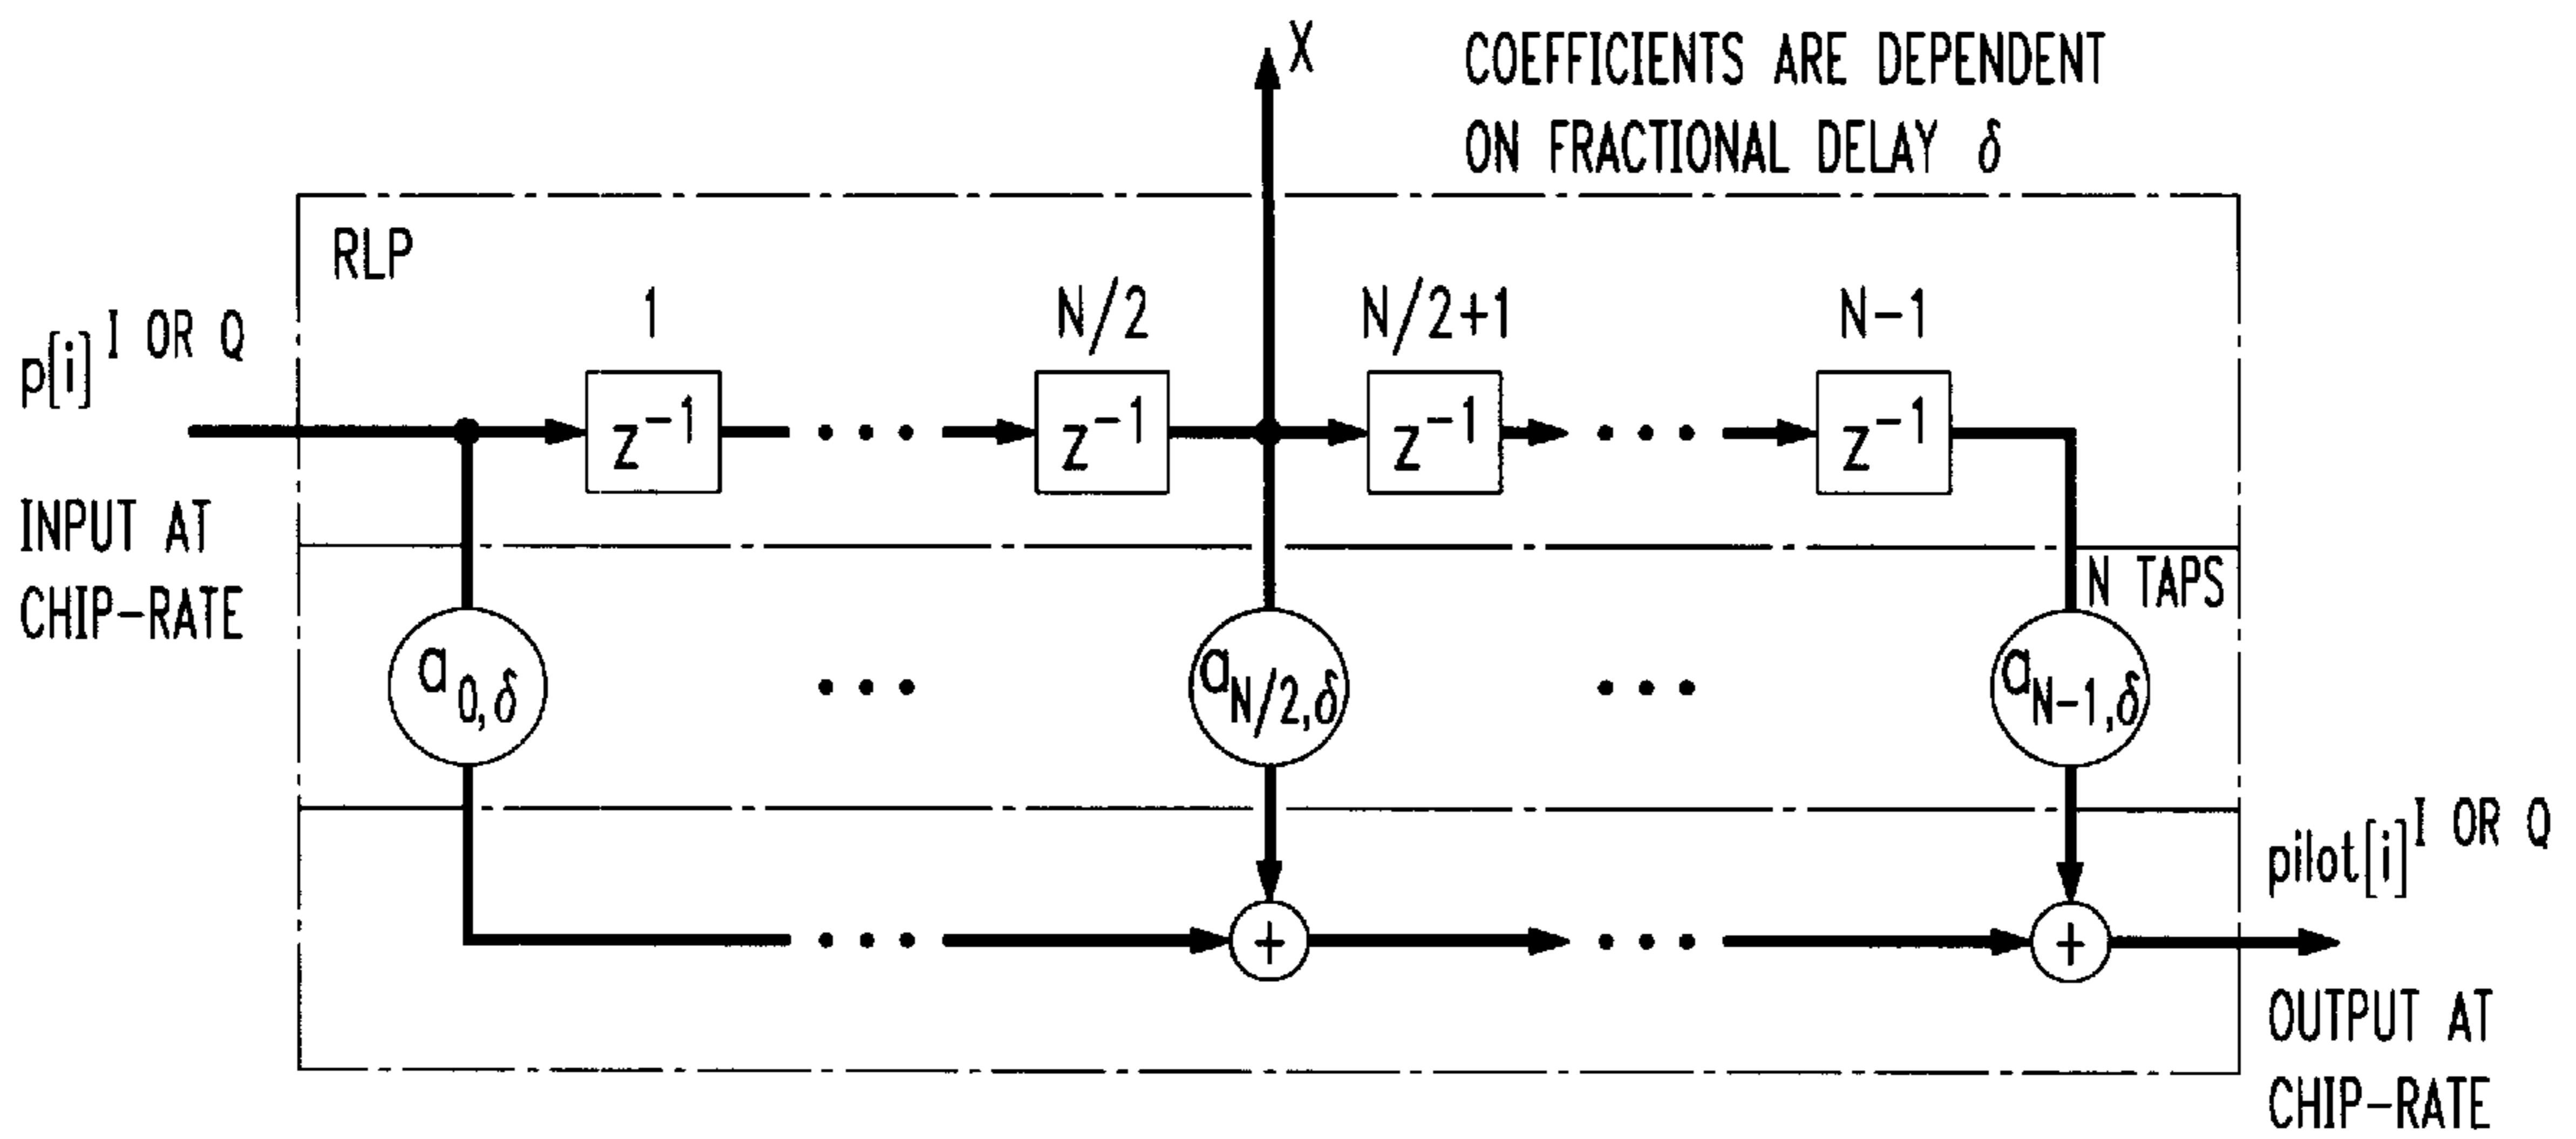 X
COEFFICIENTS ARE DEPENDENT
ON FRACTIONAL DELAY δ
RLP
1
N/2
N/2+1
N-1
p[i] I OR Q
z⁻¹
z⁻¹
z⁻¹
z⁻¹
INPUT AT
CHIP-RATE
N TAPS
a0,δ
aN/2,δ
aN-1,δ
pilot[i] I OR Q
+
+
OUTPUT AT
CHIP-RATE